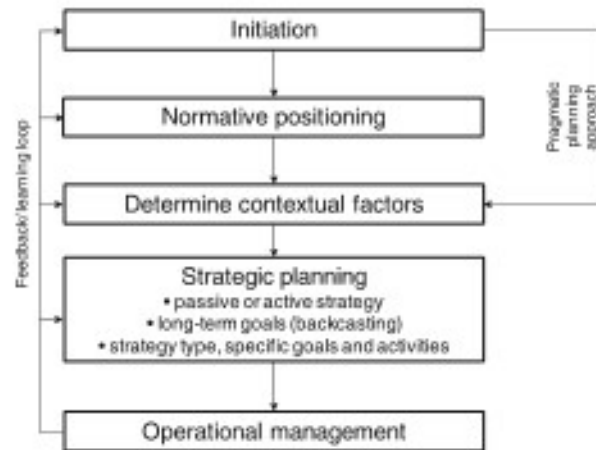 Initiation
Normative positioning
Pragmatic
planning
approach
Determine contextual factors
Feedback/learning loop
Strategic planning
• passive or active strategy
• long-term goals (backcasting)
• strategy type, specific goals and activities
Operational management